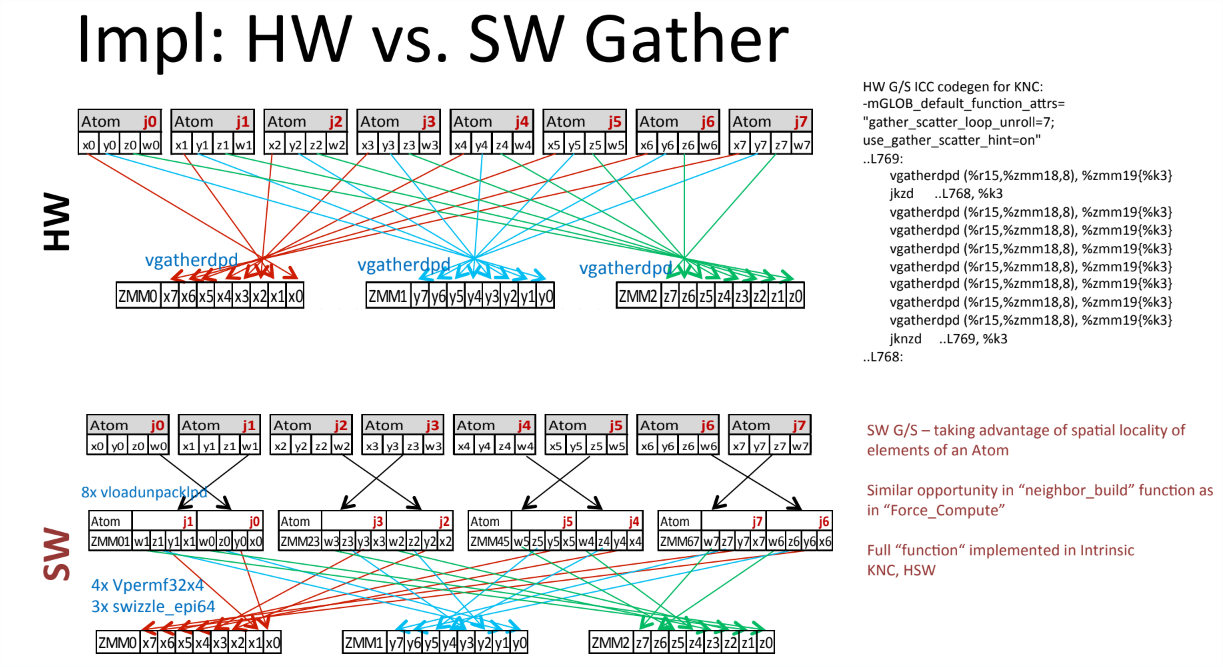 Impl: HW vs. SW Gather
HW
Atom j0 Atom j1 Atom j2 Atom j3 Atom j4 Atom j5 Atom j6 Atom j7
x0 y0 z0 w0 x1 y1 z1 w1 x2 y2 z2 w2 x3 y3 z3 w3 x4 y4 z4 w4 x5 y5 z5 w5 x6 y6 z6 w6 x7 y7 z7 w7
vgatherdpd vgatherdpd vgatherdpd
ZMM0 x7 x6 x5 x4 x3 x2 x1 x0 ZMM1 y7 y6 y5 y4 y3 y2 y1 y0 ZMM2 z7 z6 z5 z4 z3 z2 z1 z0
HW G/S ICC codegen for KNC:
-mGLOB_default_function_attrs=
"gather_scatter_loop_unroll=7;
use_gather_scatter_hint=on"
..L769:
vgatherdpd (%r15,%zmm18,8), %zmm19{%k3}
jkzd ..L768, %k3
vgatherdpd (%r15,%zmm18,8), %zmm19{%k3}
vgatherdpd (%r15,%zmm18,8), %zmm19{%k3}
vgatherdpd (%r15,%zmm18,8), %zmm19{%k3}
vgatherdpd (%r15,%zmm18,8), %zmm19{%k3}
vgatherdpd (%r15,%zmm18,8), %zmm19{%k3}
vgatherdpd (%r15,%zmm18,8), %zmm19{%k3}
vgatherdpd (%r15,%zmm18,8), %zmm19{%k3}
jknzd ..L769, %k3
..L768:
SW
Atom j0 Atom j1 Atom j2 Atom j3 Atom j4 Atom j5 Atom j6 Atom j7
x0 y0 z0 w0 x1 y1 z1 w1 x2 y2 z2 w2 x3 y3 z3 w3 x4 y4 z4 w4 x5 y5 z5 w5 x6 y6 z6 w6 x7 y7 z7 w7
8x vloadunpacklpd
Atom j1 j0 Atom j3 j2 Atom j5 j4 Atom j7 j6
ZMM01 w1 z1 y1 x1 w0 z0 y0 x0 ZMM23 w3 z3 y3 x3 w2 z2 y2 x2 ZMM45 w5 z5 y5 x5 w4 z4 y4 x4 ZMM67 w7 z7 y7 x7 w6 z6 y6 x6
4x Vpermf32x4
3x swizzle_epi64
ZMM0 x7 x6 x5 x4 x3 x2 x1 x0 ZMM1 y7 y6 y5 y4 y3 y2 y1 y0 ZMM2 z7 z6 z5 z4 z3 z2 z1 z0
SW G/S – taking advantage of spatial locality of
elements of an Atom
Similar opportunity in “neighbor_build” function as
in “Force_Compute”
Full “function“ implemented in Intrinsic
KNC, HSW